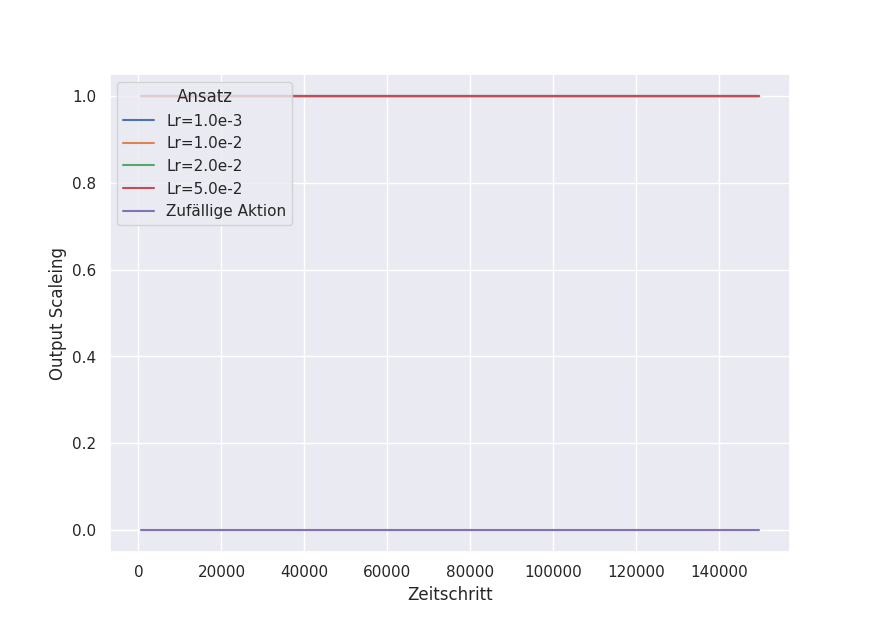 Ansatz
Lr=1.0e-3
Lr=1.0e-2
Lr=2.0e-2
Lr=5.0e-2
Zufällige Aktion
Output Scaleing
1.0
0.8
0.6
0.4
0.2
0.0
0 20000 40000 60000 80000 100000 120000 140000
Zeitschritt